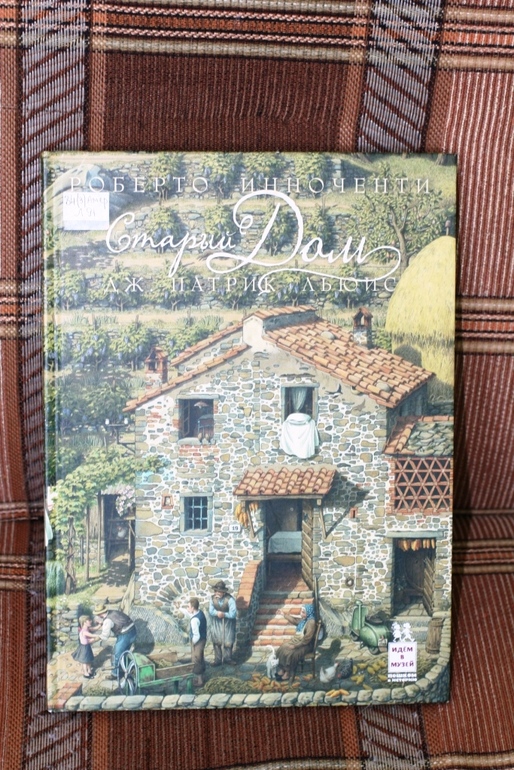 РОБЕРТО ИННОЧЕНТИ
Старый Дом
ДЖ. ПАТРИК ЛЬЮИС
ИДЁМ
В
МУЗЕЙ